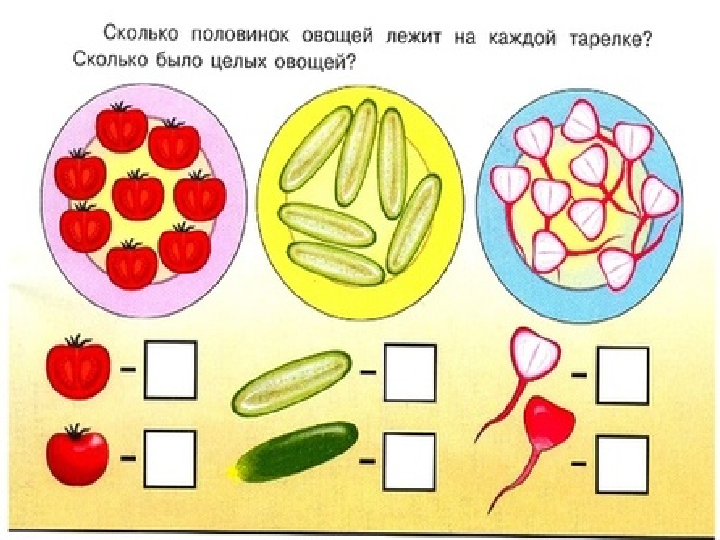 Сколько половинок овощей лежит на каждой тарелке?
Сколько было целых овощей?